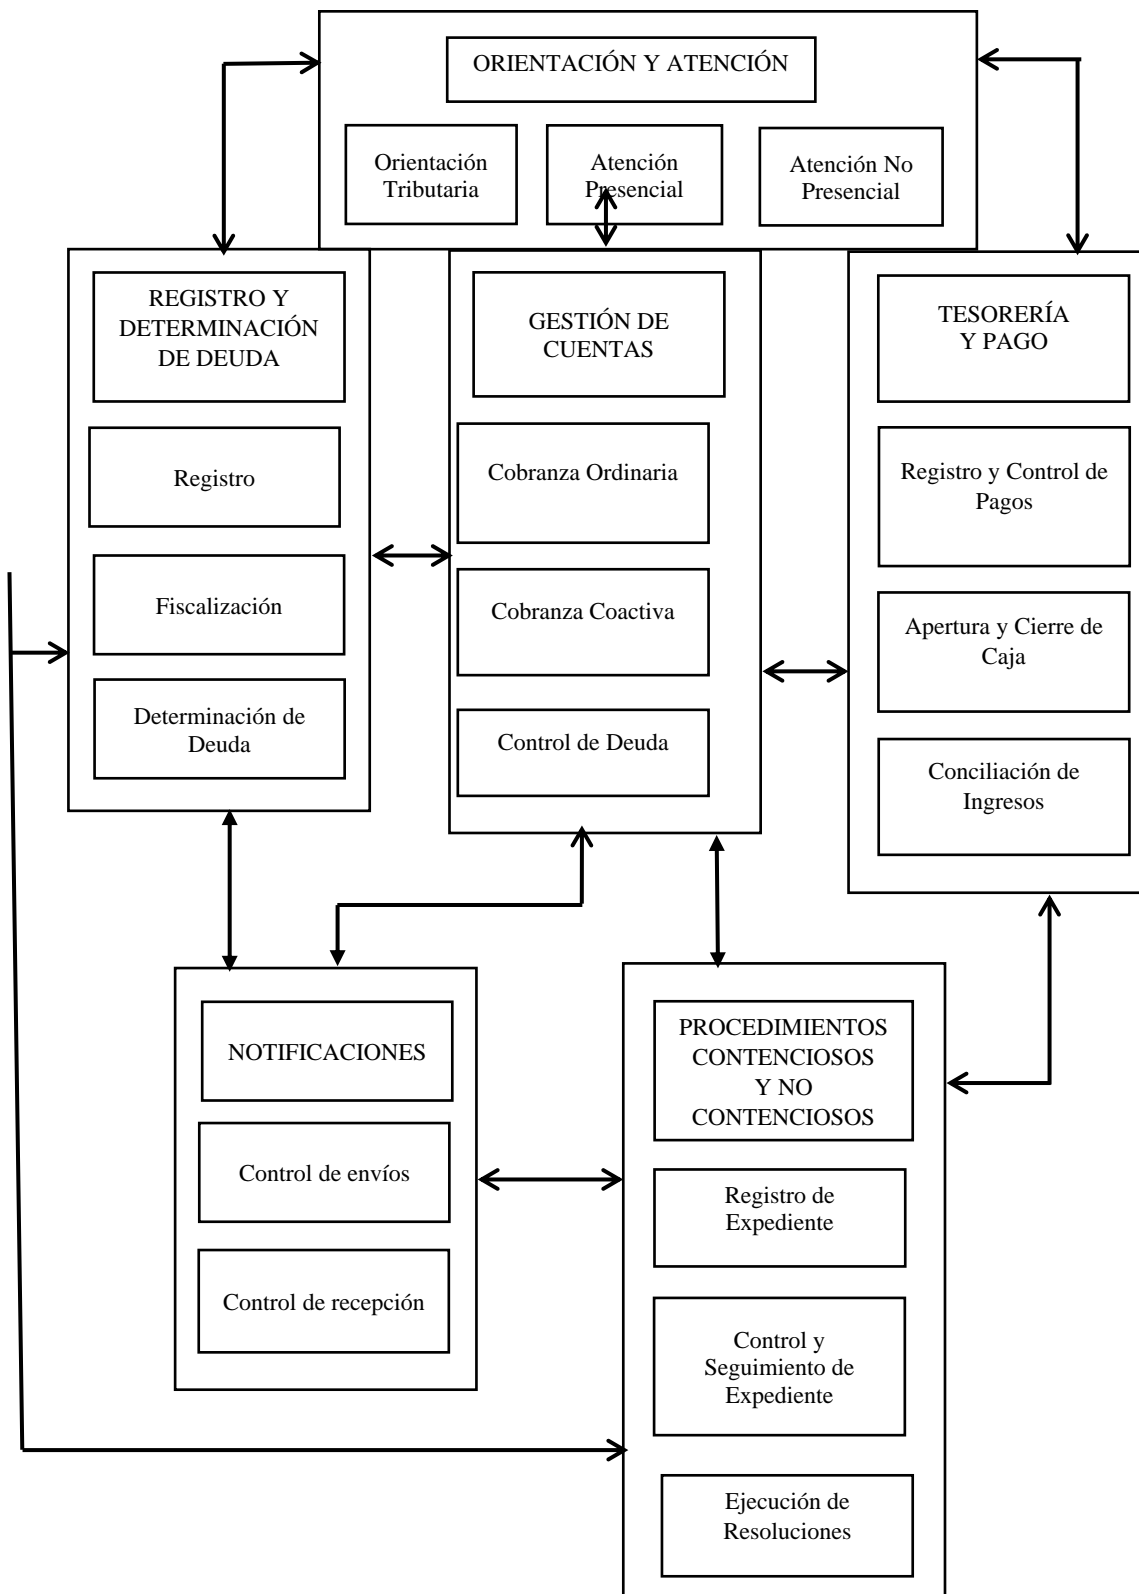 ORIENTACIÓN Y ATENCIÓN
Orientación
Tributaria
Atención
Presencial
Atención No
Presencial
REGISTRO Y
DETERMINACIÓN
DE DEUDA
Registro
Fiscalización
Determinación de
Deuda
GESTIÓN DE
CUENTAS
Cobranza Ordinaria
Cobranza Coactiva
Control de Deuda
TESORERÍA
Y PAGO
Registro y Control de
Pagos
Apertura y Cierre de
Caja
Conciliación de
Ingresos
NOTIFICACIONES
Control de envíos
Control de recepción
PROCEDIMIENTOS
CONTENCIOSOS
Y NO
CONTENCIOSOS
Registro de
Expediente
Control y
Seguimiento de
Expediente
Ejecución de
Resoluciones